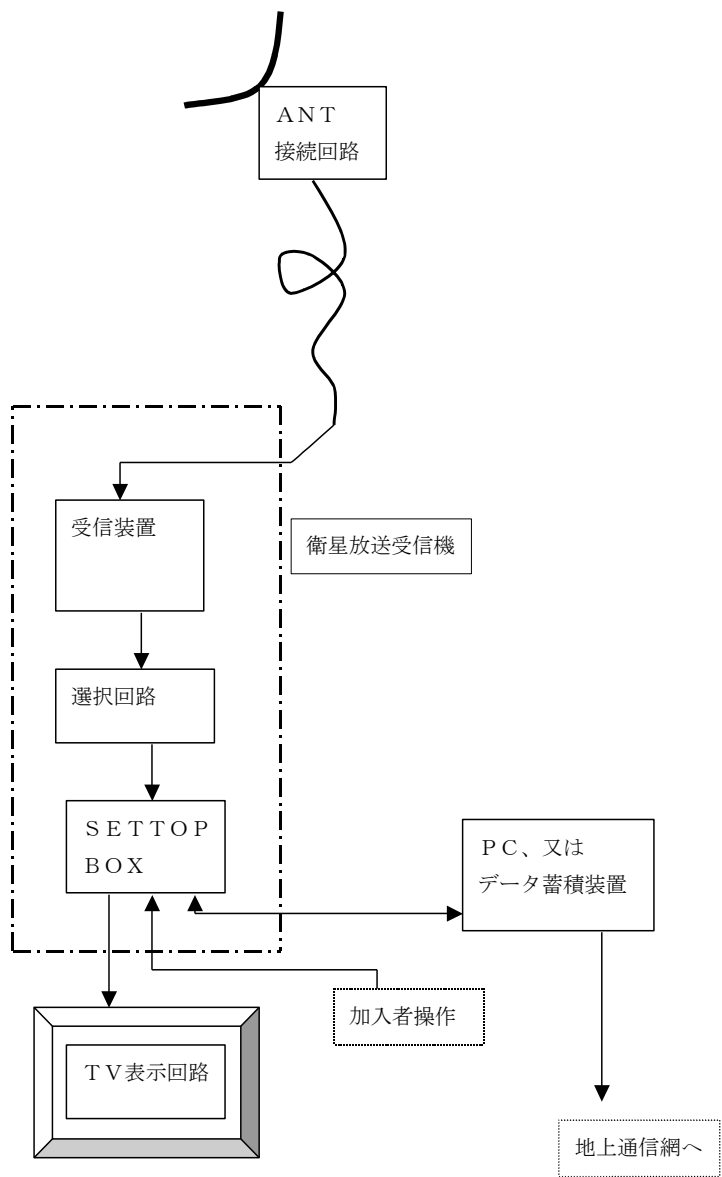 ＡＮＴ
接続回路
受信装置
衛星放送受信機
選択回路
ＳＥＴＴＯＰ
ＢＯＸ
ＰＣ、又は
データ蓄積装置
加入者操作
ＴＶ表示回路
地上通信網へ